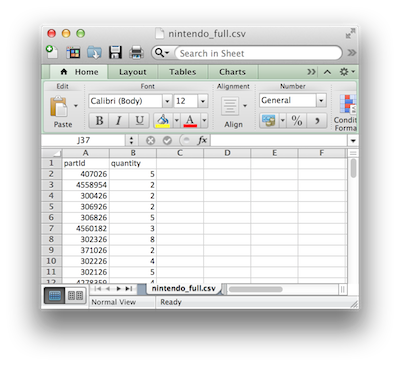 nintendo_full.csv
Search in Sheet
Home Layout Tables Charts
Edit Font Alignment Number
Calibri (Body) 12 General
Paste B I U A Align % Conditi
Forma
J37 fx
A B C D E F
1 partId quantity
2 407026 5
3 4558954 2
4 300426 2
5 306926 2
6 306826 5
7 4560182 3
8 302326 8
9 371026 2
10 302226 4
11 302126 5
12 4278359
nintendo_full.csv
Normal View Ready